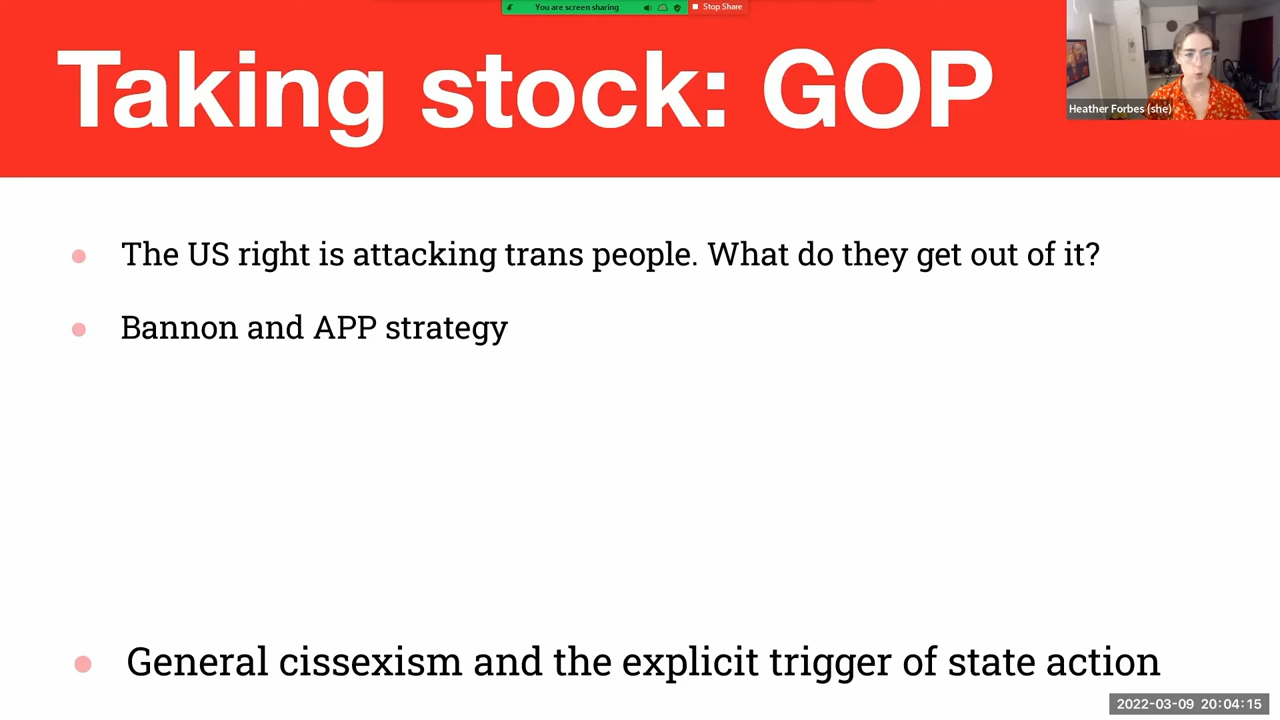 You are screen sharing
Stop Share
Taking stock: GOP
Heather Forbes (she)
The US right is attacking trans people. What do they get out of it?
Bannon and APP strategy
General cissexism and the explicit trigger of state action
2022-03-09 20:04:15